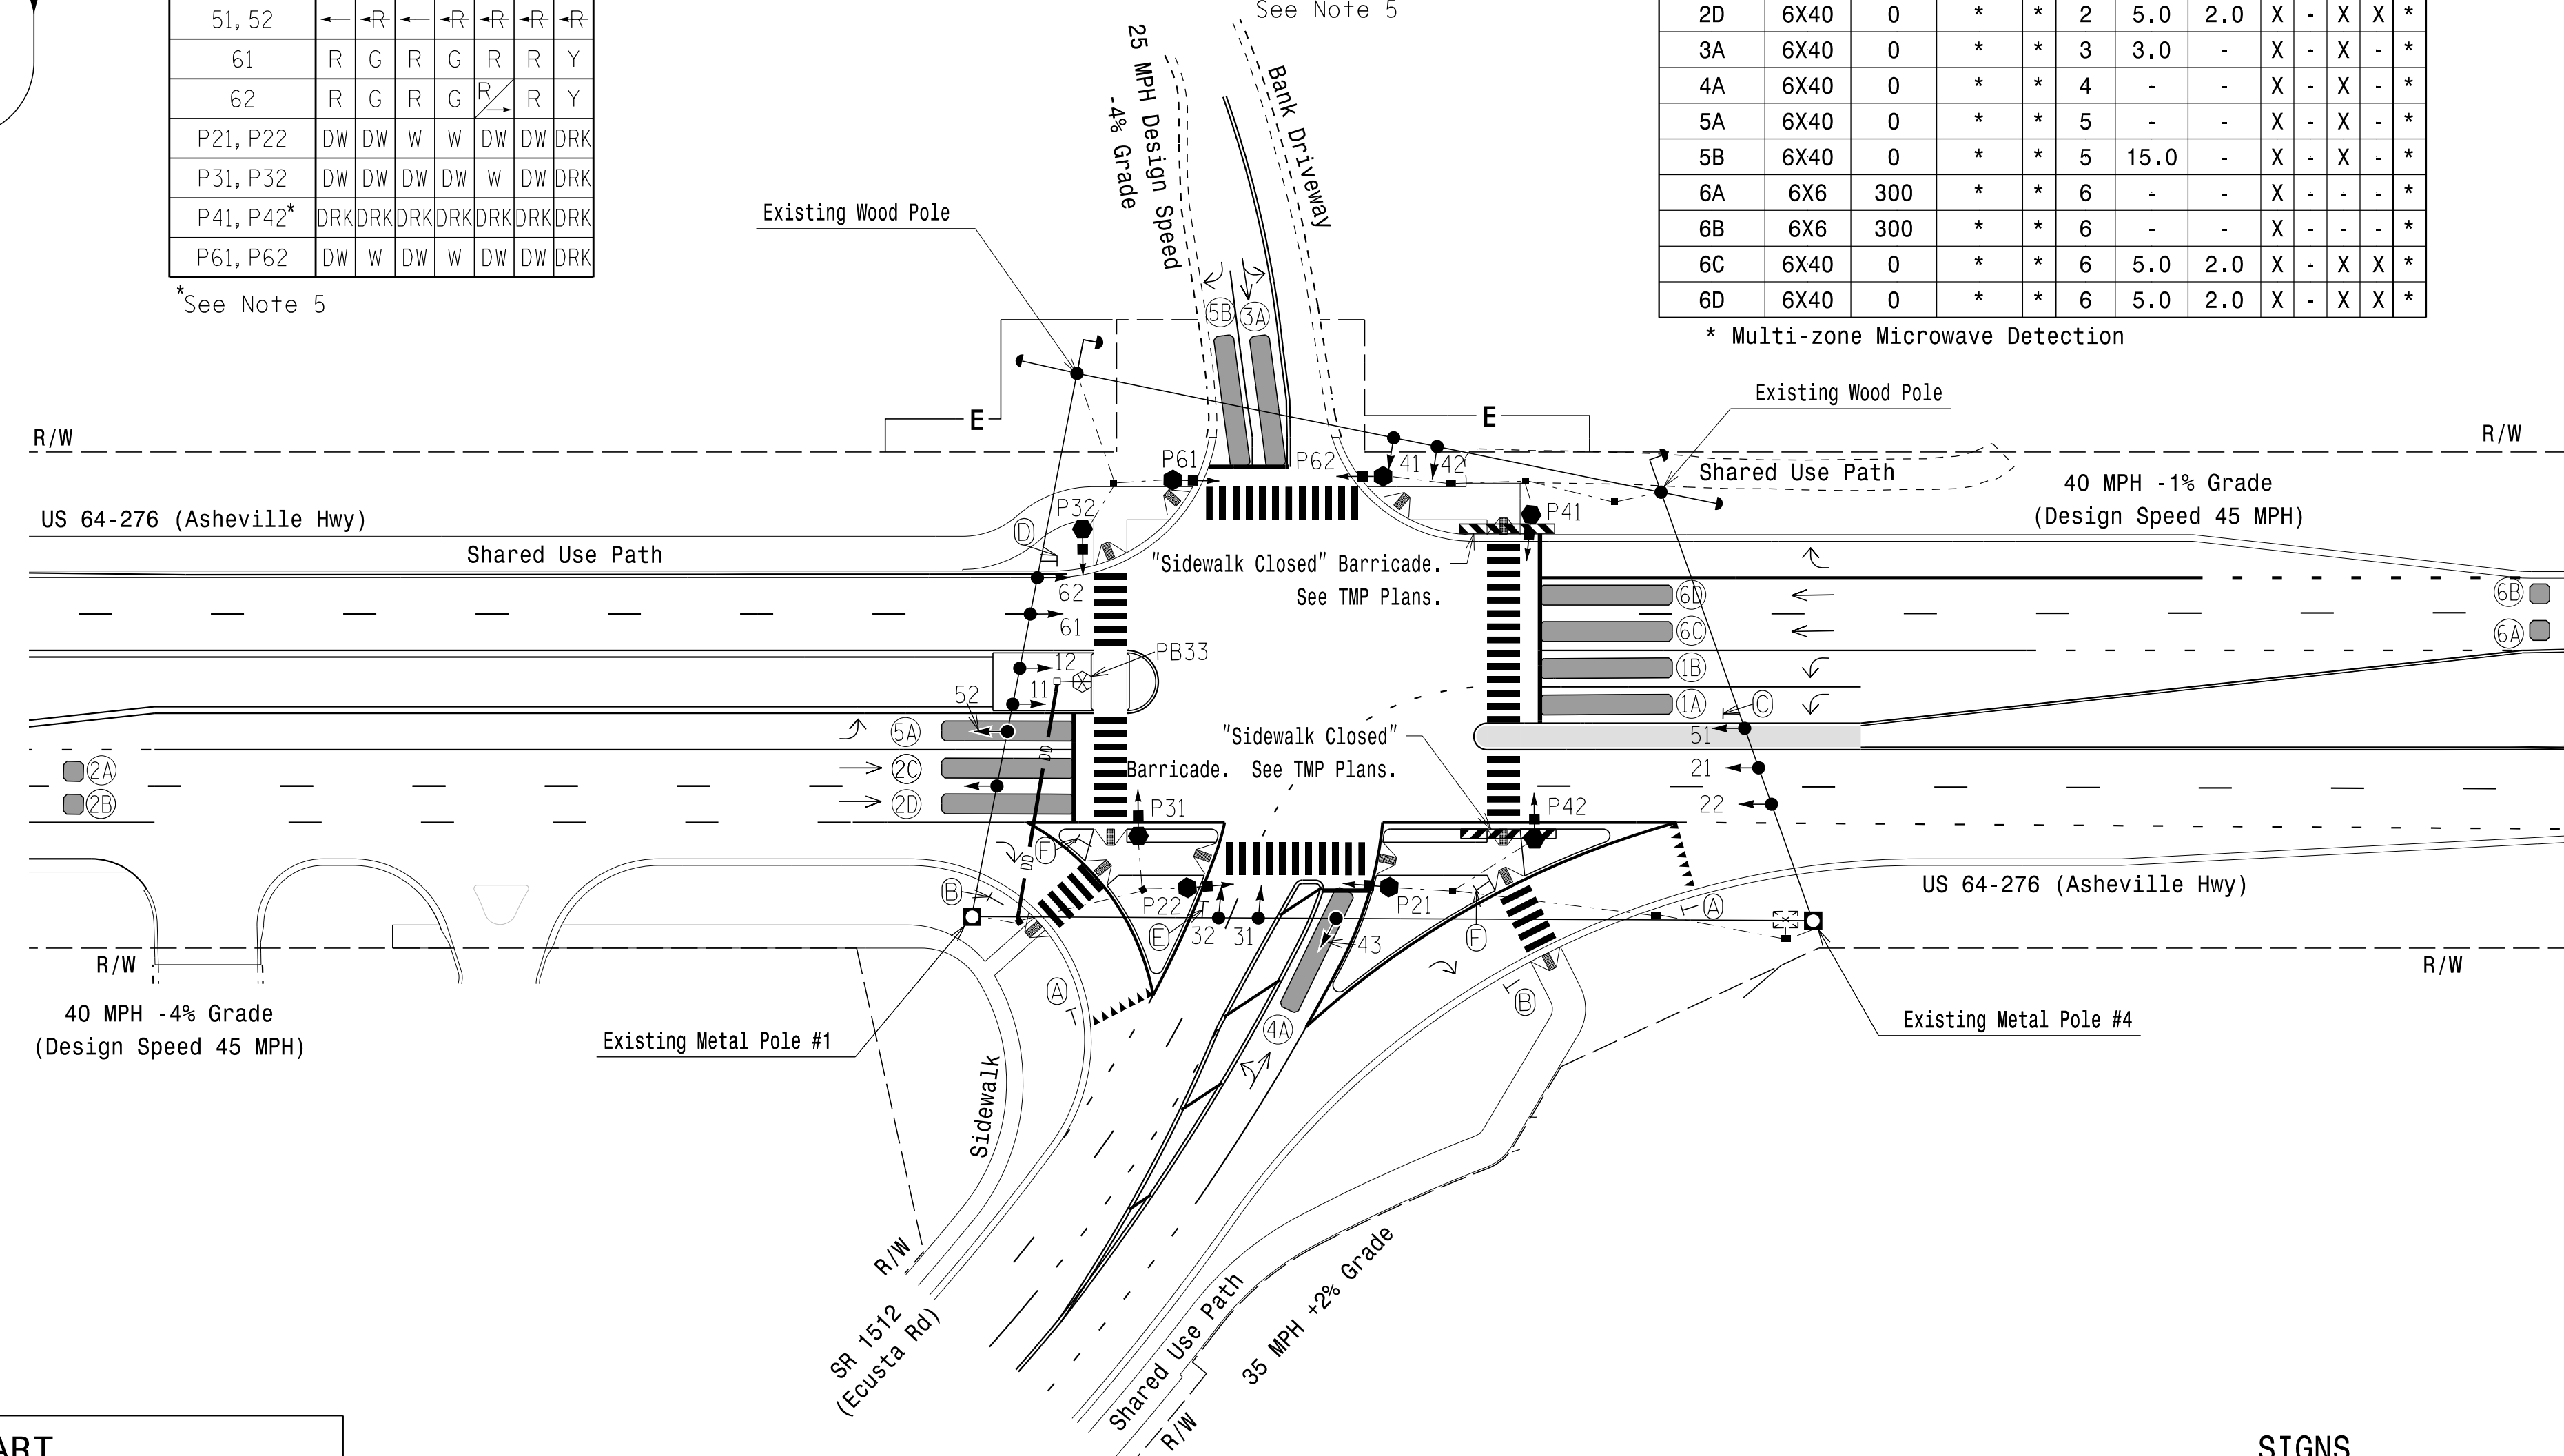 51, 52 ← ←R ← ←R ←R ←R ←R
61 R G R G R R Y
62 R G R G R R Y
P21, P22 DW DW W W DW DW DRK
P31, P32 DW DW DW DW W DW DRK
P41, P42* DRK DRK DRK DRK DRK DRK DRK
P61, P62 DW W DW W DW DW DRK
*See Note 5
See Note 5
2D 6X40 0 * * 2 5.0 2.0 X - X X *
3A 6X40 0 * * 3 3.0 - X - X - *
4A 6X40 0 * * 4 - - X - X - *
5A 6X40 0 * * 5 - - X - X - *
5B 6X40 0 * * 5 15.0 - X - X - *
6A 6X6 300 * * 6 - - X - - - *
6B 6X6 300 * * 6 - - X - - - *
6C 6X40 0 * * 6 5.0 2.0 X - X X *
6D 6X40 0 * * 6 5.0 2.0 X - X X *
* Multi-zone Microwave Detection
25 MPH Design Speed
-4% Grade
Bank Driveway
Existing Wood Pole
Existing Wood Pole
5B 3A
E
E
R/W
R/W
P61
P62
41
42
Shared Use Path
40 MPH -1% Grade
(Design Speed 45 MPH)
US 64-276 (Asheville Hwy)
Shared Use Path
P32
D
P41
"Sidewalk Closed" Barricade.
See TMP Plans.
62
61
12
11
PB33
52
6D
6C
1B
1A
6B
6A
C
51
21
22
5A
2C
2D
2A
2B
DD
DD
"Sidewalk Closed"
Barricade. See TMP Plans.
P31
P42
F
B
P22
E
32
31
P21
43
F
A
US 64-276 (Asheville Hwy)
R/W
R/W
A
B
4A
40 MPH -4% Grade
(Design Speed 45 MPH)
Existing Metal Pole #1
Existing Metal Pole #4
Sidewalk
R/W
SR 1512
(Ecusta Rd)
Shared Use Path
35 MPH +2% Grade
R/W
ART
SIGNS